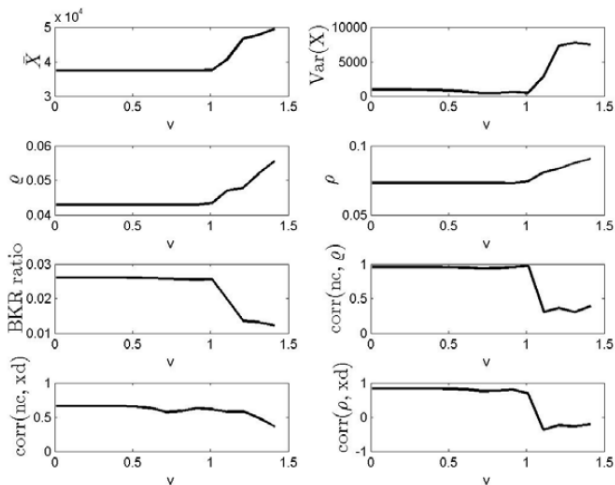 x 10⁴
5
4
3
X̄
0 0.5 1 1.5
v
10000
5000
0
Var(X)
0 0.5 1 1.5
v
0.06
0.05
0.04
ϱ
0 0.5 1 1.5
v
0.1
0.05
ρ
0 0.5 1 1.5
v
0.03
0.02
0.01
BKR ratio
0 0.5 1 1.5
v
1
0.5
0
corr(nc, ϱ)
0 0.5 1 1.5
v
1
0.5
0
corr(nc, xd)
0 0.5 1 1.5
v
1
0
-1
corr(ρ, xd)
0 0.5 1 1.5
v